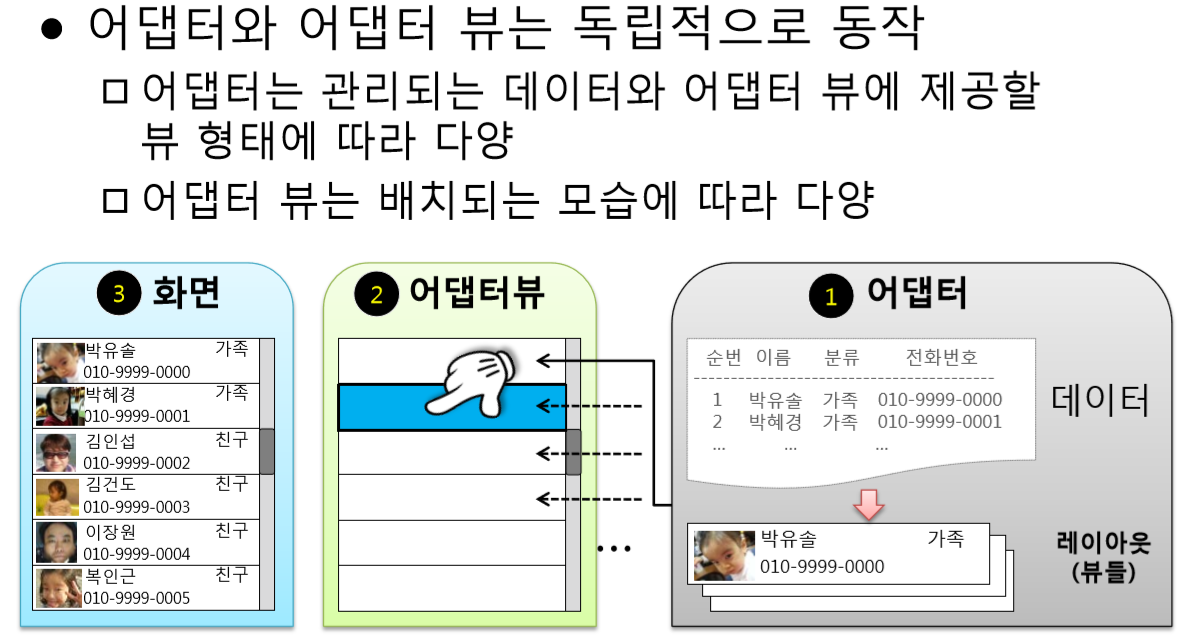 ● 어댑터와 어댑터 뷰는 독립적으로 동작
□ 어댑터는 관리되는 데이터와 어댑터 뷰에 제공할
뷰 형태에 따라 다양
□ 어댑터 뷰는 배치되는 모습에 따라 다양
3 화면
박유솔 가족
010-9999-0000
박혜경 가족
010-9999-0001
김인섭 친구
010-9999-0002
김건도 친구
010-9999-0003
이장원 친구
010-9999-0004
복인근 친구
010-9999-0005
2 어댑터뷰
...
1 어댑터
순번 이름 분류 전화번호
----------------------------------------
1 박유솔 가족 010-9999-0000
2 박혜경 가족 010-9999-0001
... ... ...
데이터
박유솔 가족
010-9999-0000
레이아웃
(뷰들)